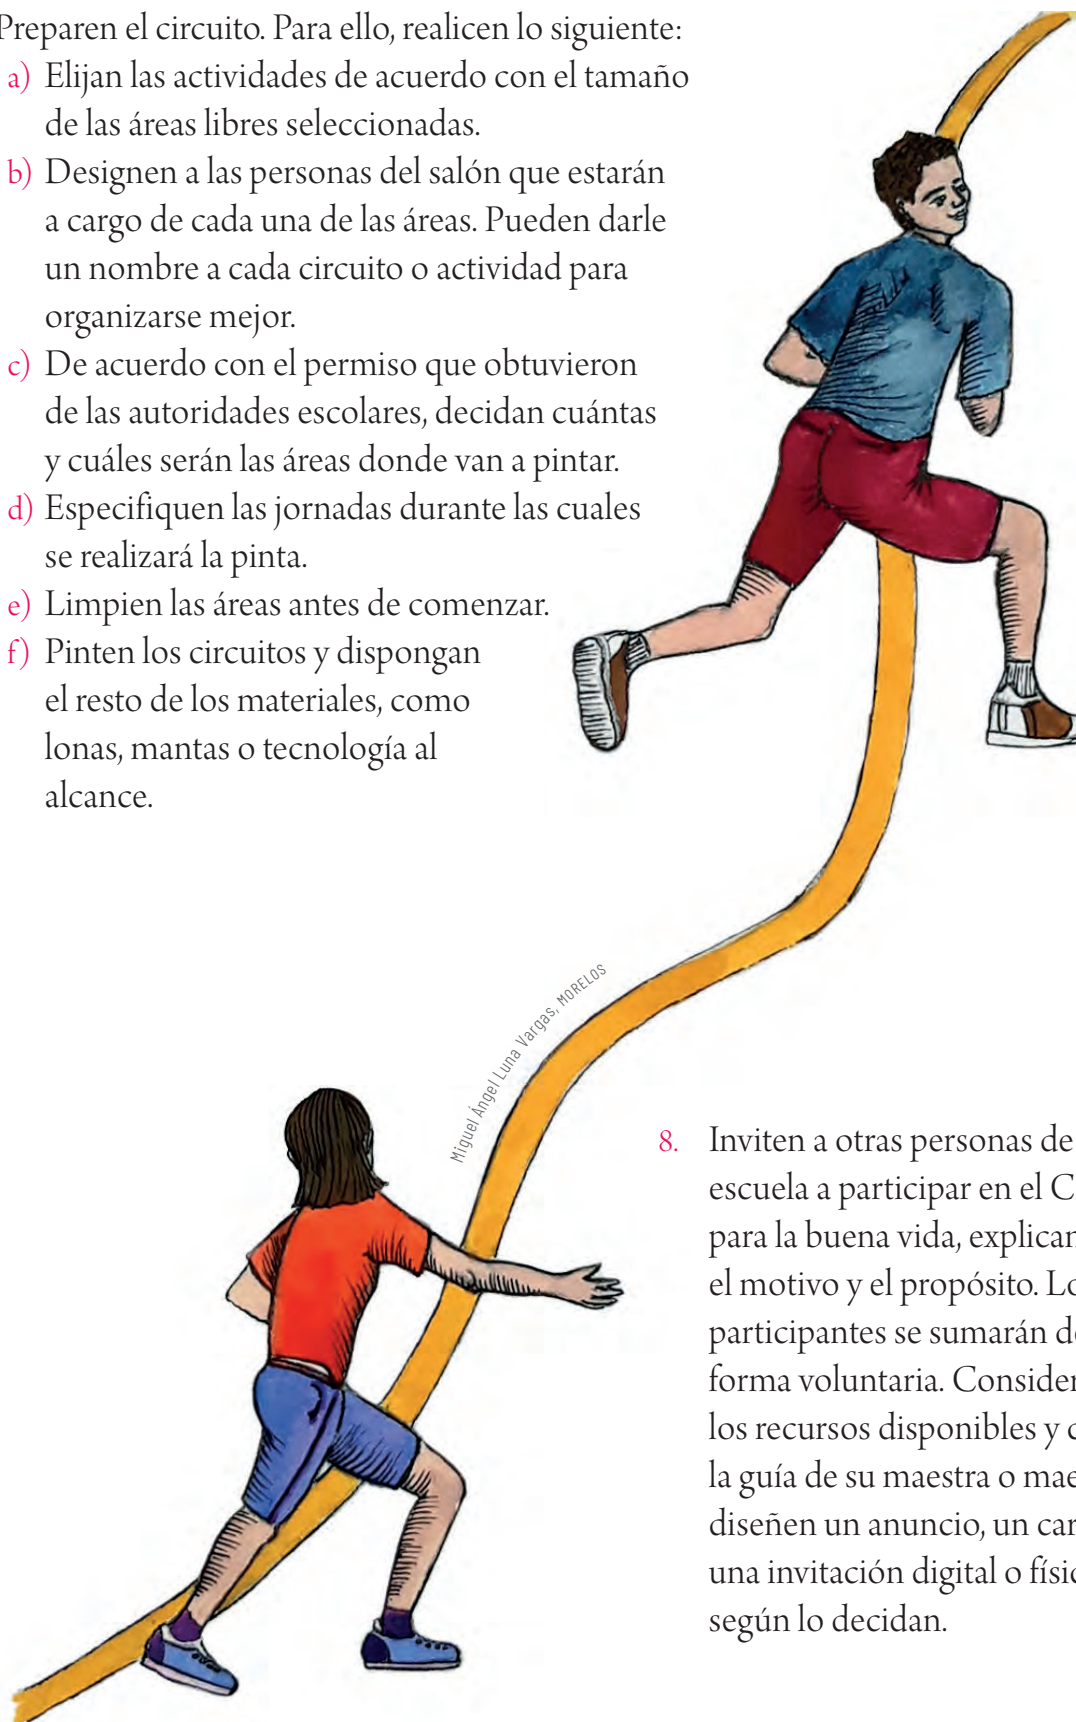 Preparen el circuito. Para ello, realicen lo siguiente:
a) Elijan las actividades de acuerdo con el tamaño
de las áreas libres seleccionadas.
b) Designen a las personas del salón que estarán
a cargo de cada una de las áreas. Pueden darle
un nombre a cada circuito o actividad para
organizarse mejor.
c) De acuerdo con el permiso que obtuvieron
de las autoridades escolares, decidan cuántas
y cuáles serán las áreas donde van a pintar.
d) Especifiquen las jornadas durante las cuales
se realizará la pinta.
e) Limpien las áreas antes de comenzar.
f) Pinten los circuitos y dispongan
el resto de los materiales, como
lonas, mantas o tecnología al
alcance.
Miguel Ángel Luna Vargas, MORELOS
8. Inviten a otras personas de
escuela a participar en el C
para la buena vida, explican
el motivo y el propósito. Lo
participantes se sumarán de
forma voluntaria. Consider
los recursos disponibles y
la guía de su maestra o mae
diseñen un anuncio, un car
una invitación digital o físic
según lo decidan.